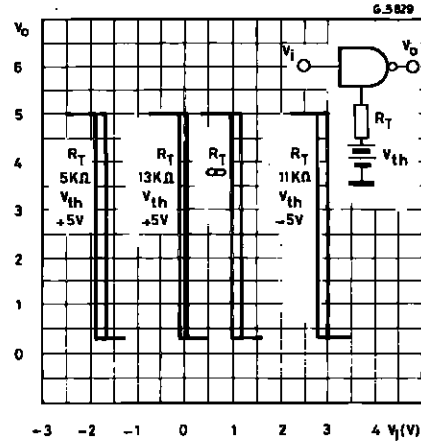 G_5829
Vo
Vi
Vo
RT
Vth
6
5
4
3
2
1
0
RT
5KΩ
Vth
+5V
RT
13KΩ
Vth
+5V
RT
∞
RT
11KΩ
Vth
-5V
-3 -2 -1 0 1 2 3 4 VI(V)